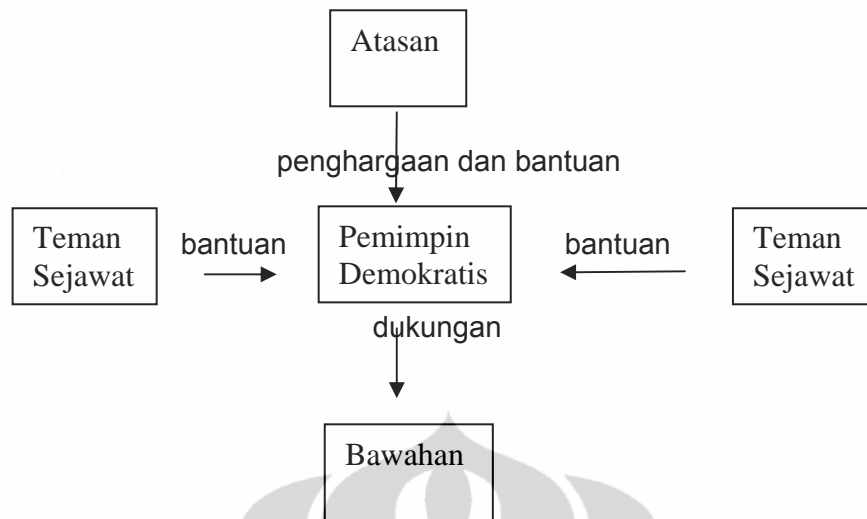 Atasan
penghargaan dan bantuan
Teman
Sejawat
bantuan
Pemimpin
Demokratis
bantuan
Teman
Sejawat
dukungan
Bawahan